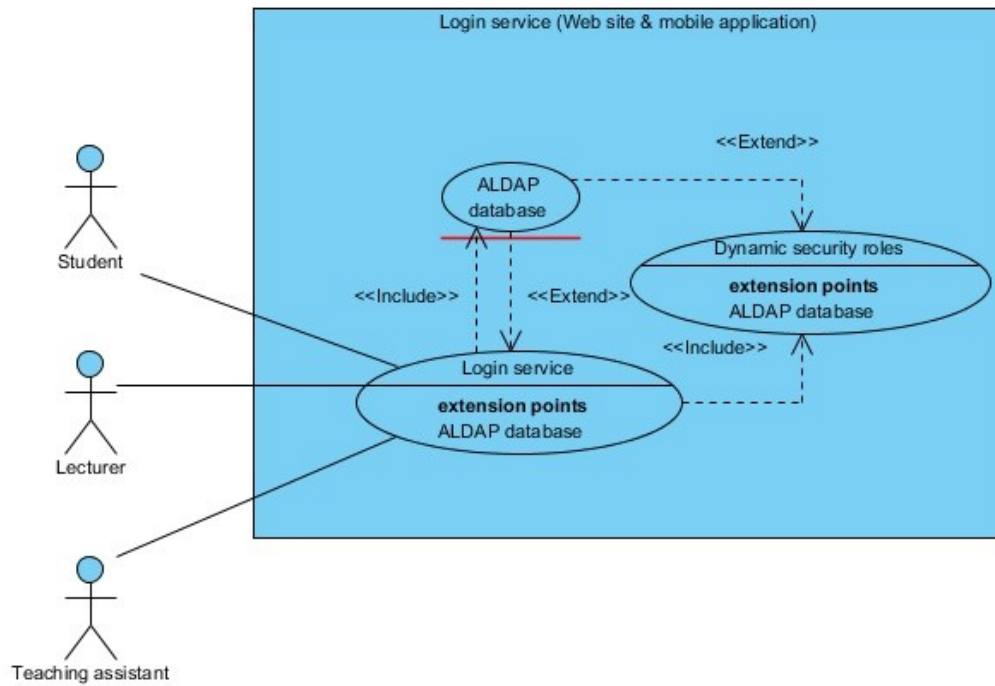 Login service (Web site & mobile application)
<<Extend>>
ALDAP
database
Student
Dynamic security roles
extension points
ALDAP database
<<Include>>
<<Extend>>
<<Include>>
Login service
extension points
ALDAP database
Lecturer
Teaching assistant